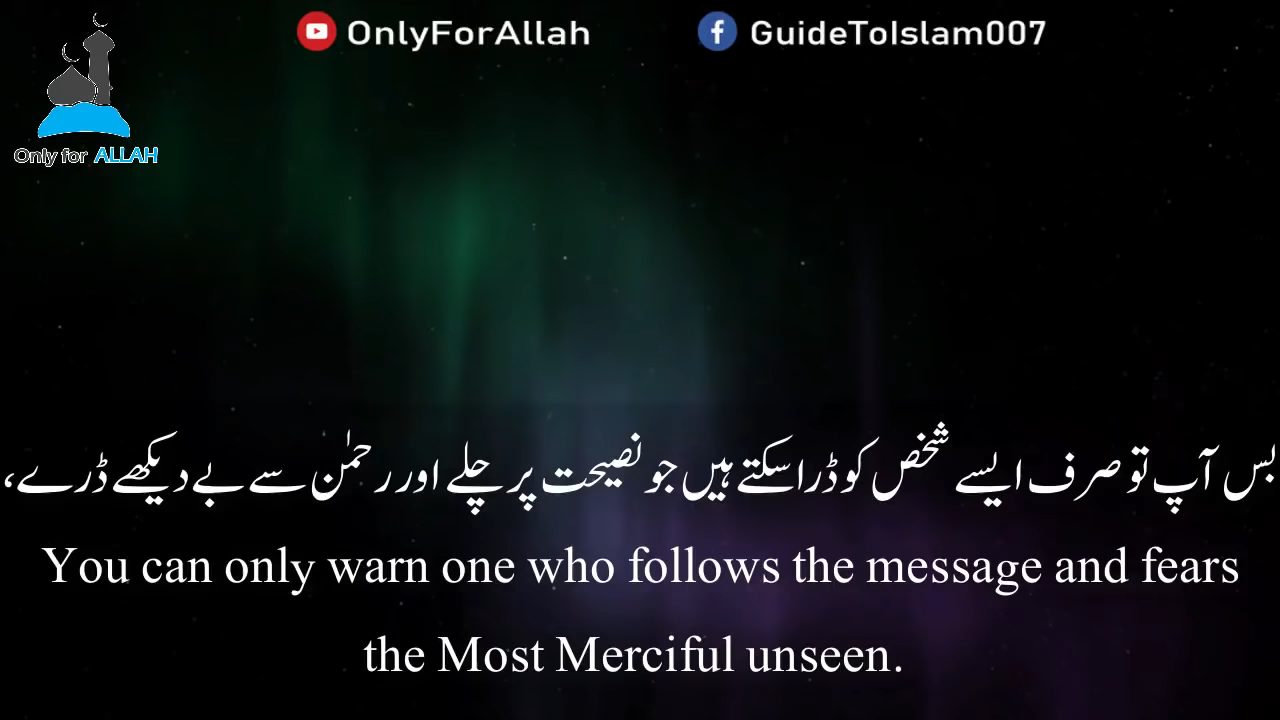 OnlyForAllah
GuideToIslam007
Only for ALLAH
بس آپ تو صرف ایسے شخص کو ڈرا سکتے ہیں جو نصیحت پر چلے اور رحمٰن سے بے دیکھے ڈرے،
You can only warn one who follows the message and fears
the Most Merciful unseen.